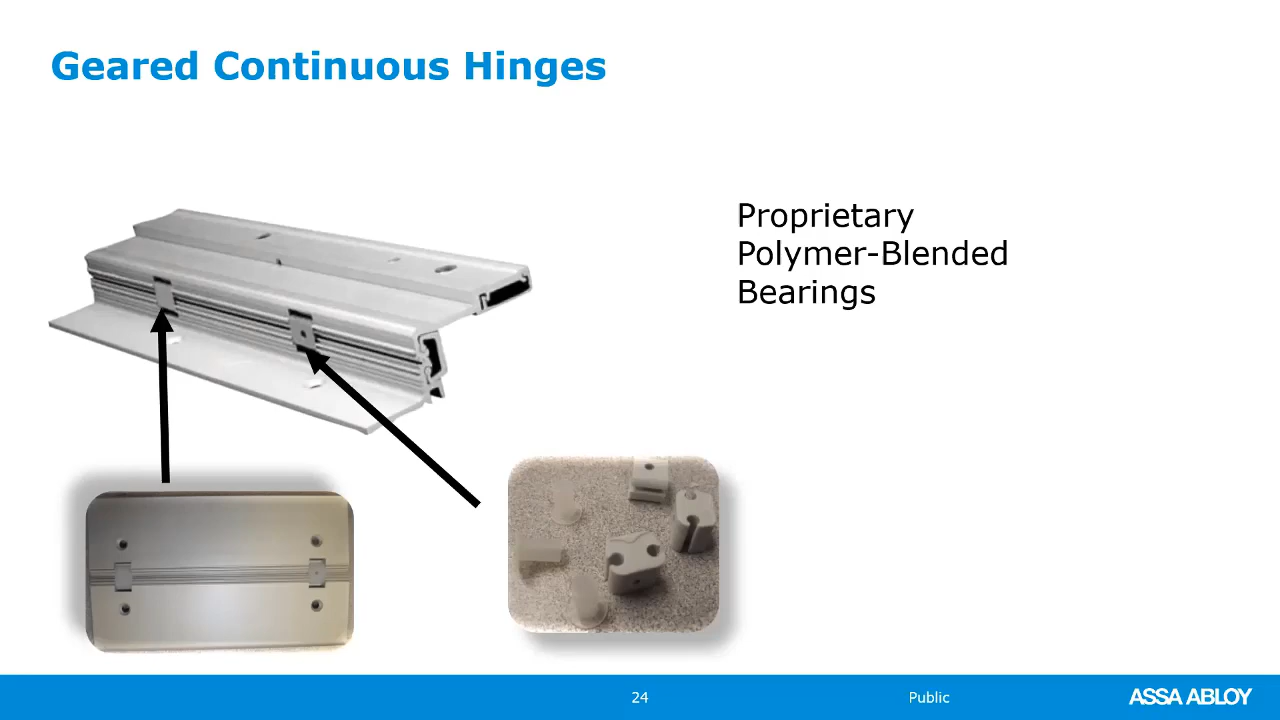 Geared Continuous Hinges
Proprietary
Polymer-Blended
Bearings
24
Public
ASSA ABLOY